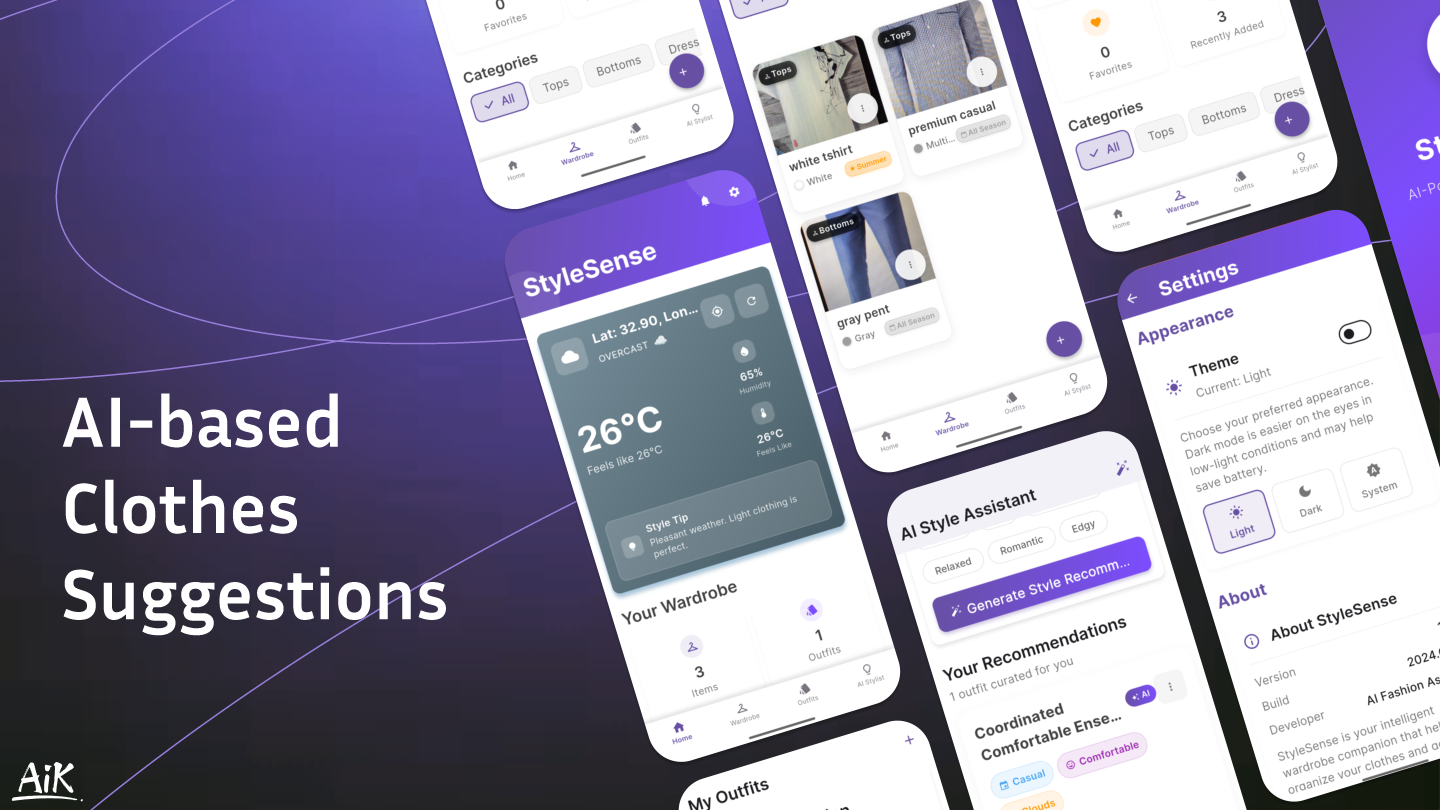 AI-based
Clothes
Suggestions
AiK
0
Favorites
Categories
All
Tops
Bottoms
Dress
Home
Wardrobe
Outfits
AI Stylist
StyleSense
Lat: 32.90, Lon...
OVERCAST
26°C
Feels like 26°C
65%
Humidity
26°C
Feels Like
Style Tip
Pleasant weather. Light clothing is
perfect.
Your Wardrobe
3
Items
1
Outfits
Home
Wardrobe
Outfits
AI Stylist
My Outfits
Tops
white tshirt
White
Summer
Tops
premium casual
Multi...
All Season
Bottoms
gray pent
Gray
All Season
Home
Wardrobe
Outfits
AI Stylist
AI Style Assistant
Relaxed
Romantic
Edgy
Generate Style Recomm...
Your Recommendations
1 outfit curated for you
Coordinated
Comfortable Ense...
AI
Casual
Comfortable
Clouds
0
Favorites
3
Recently Added
Categories
All
Tops
Bottoms
Dress
Home
Wardrobe
Outfits
AI Stylist
Settings
Appearance
Theme
Current: Light
Choose your preferred appearance.
Dark mode is easier on the eyes in
low-light conditions and may help
save battery.
Light
Dark
System
About
About StyleSense
Version
Build
2024.
Developer
AI Fashion As
StyleSense is your intelligent
wardrobe companion that hel
organize your clothes and
St
AI-Po